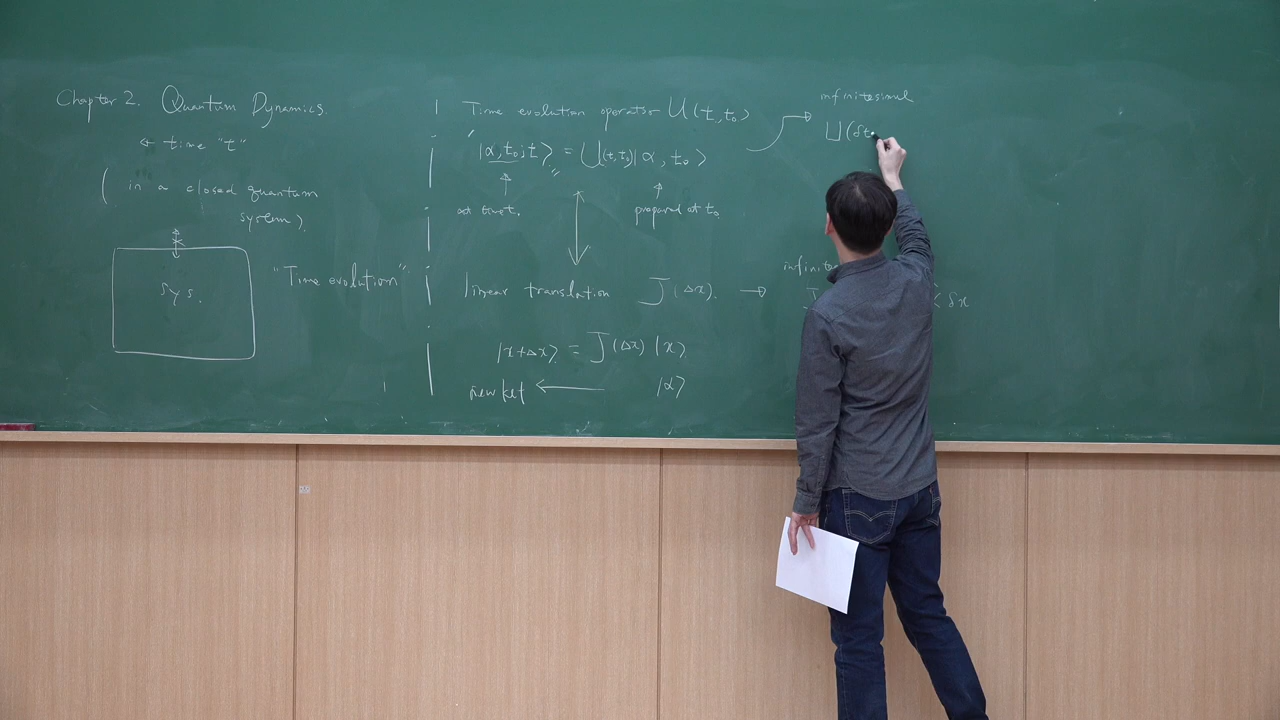 Chapter 2. Quantum Dynamics.
← time "t"
( in a closed quantum
system)
sys.
"Time evolution"
Time evolution operator U(t, t₀)
|α, t₀; t⟩ = U(t, t₀)|α, t₀⟩
at time t.
prepared at t₀
linear translation J(Δx). →
|x+Δx⟩ = J(Δx) |x⟩
new ket ← |α⟩
infinitesimal
U(δt
δx